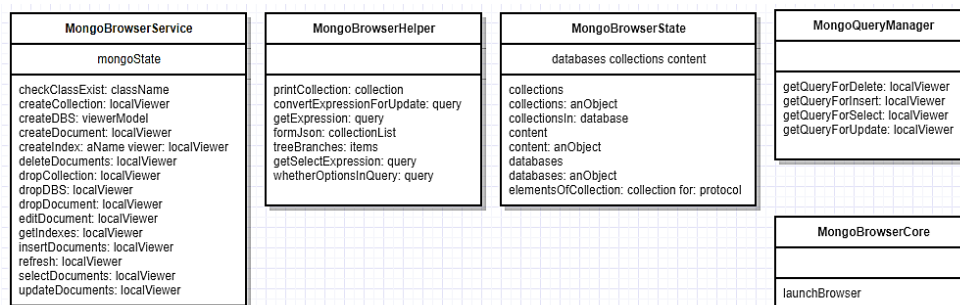 MongoBrowserService
mongoState
checkClassExist: className
createCollection: localViewer
createDBS: viewerModel
createDocument: localViewer
createIndex: aName viewer: localViewer
deleteDocuments: localViewer
dropCollection: localViewer
dropDBS: localViewer
dropDocument: localViewer
editDocument: localViewer
getIndexes: localViewer
insertDocuments: localViewer
refresh: localViewer
selectDocuments: localViewer
updateDocuments: localViewer
MongoBrowserHelper
printCollection: collection
convertExpressionForUpdate: query
getExpression: query
formJson: collectionList
treeBranches: items
getSelectExpression: query
whetherOptionsInQuery: query
MongoBrowserState
databases collections content
collections
collections: anObject
collectionsIn: database
content
content: anObject
databases
databases: anObject
elementsOfCollection: collection for: protocol
MongoQueryManager
getQueryForDelete: localViewer
getQueryForInsert: localViewer
getQueryForSelect: localViewer
getQueryForUpdate: localViewer
MongoBrowserCore
launchBrowser